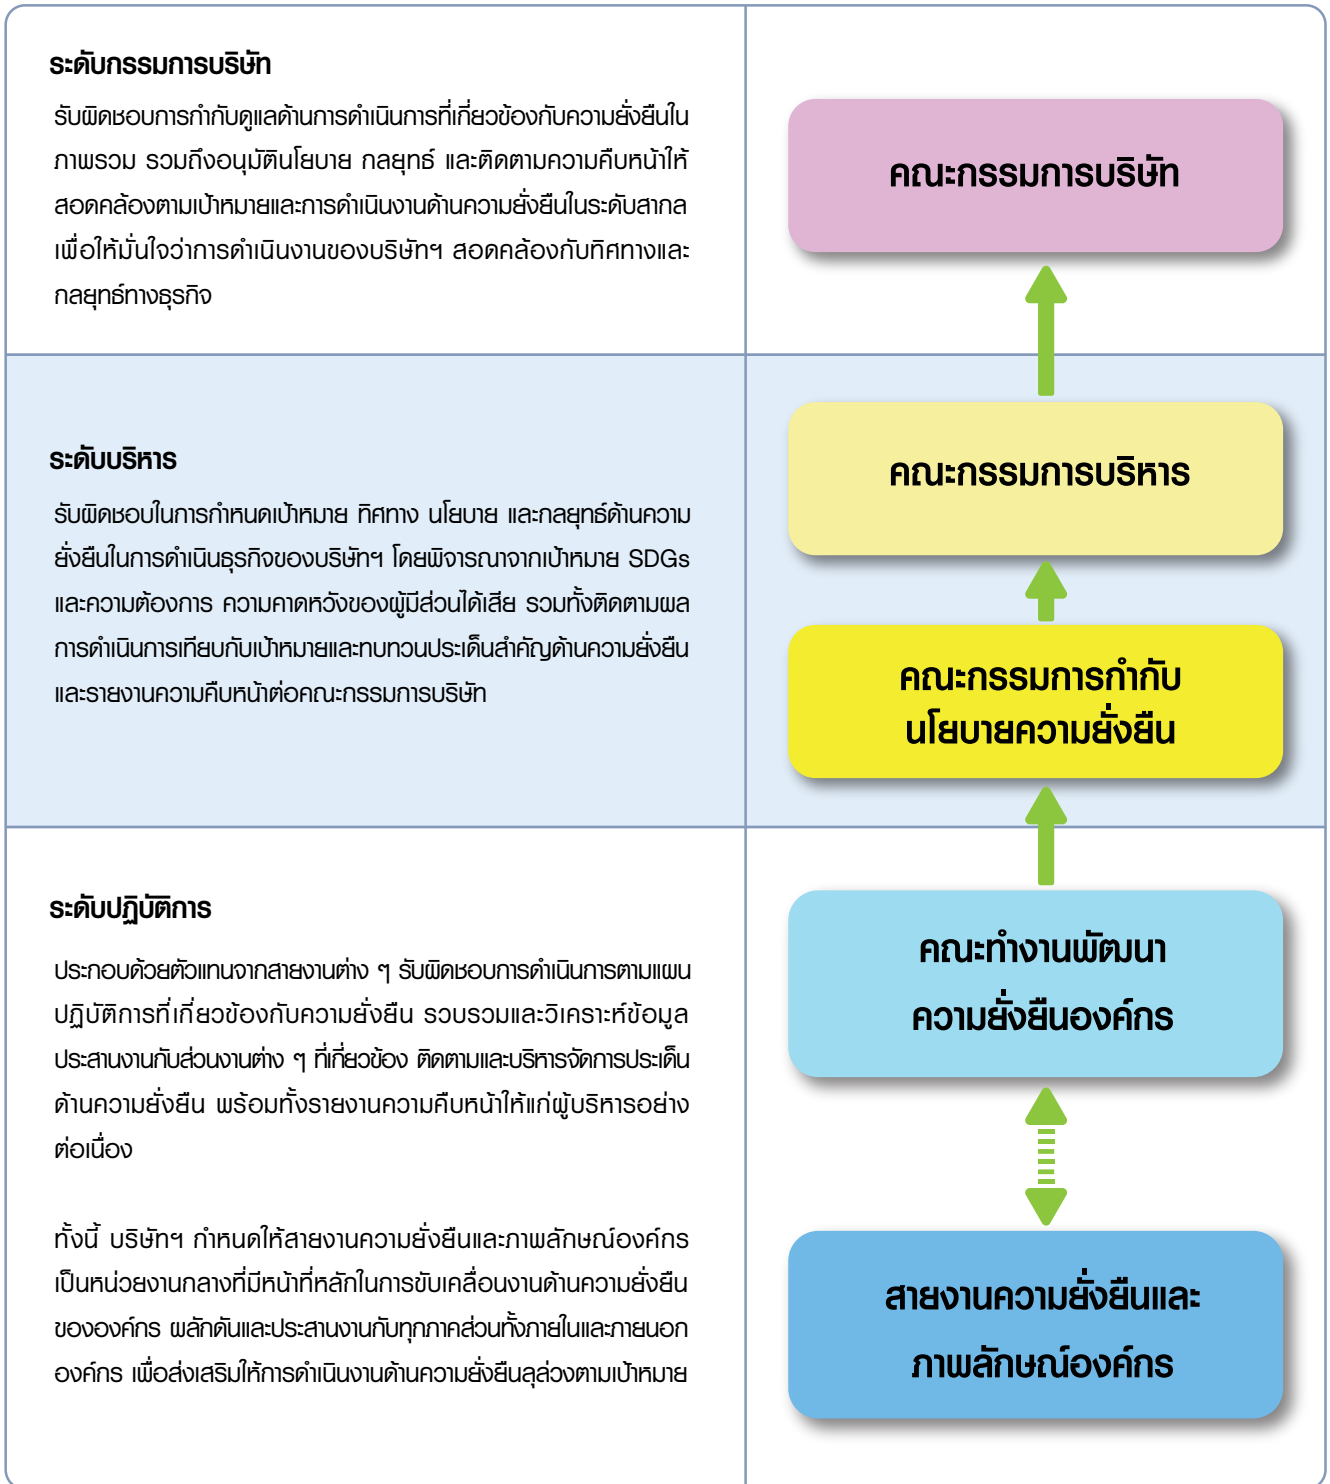 ระดับกรรมการบริษัท
รับผิดชอบการกำกับดูแลด้านการดำเนินการที่เกี่ยวข้องกับความยั่งยืนใน
ภาพรวม รวมถึงอนุมัตินโยบาย กลยุทธ์ และติดตามความคืบหน้าให้
สอดคล้องตามเป้าหมายและการดำเนินงานด้านความยั่งยืนในระดับสากล
เพื่อให้มั่นใจว่าการดำเนินงานของบริษัทฯ สอดคล้องกับทิศทางและ
กลยุทธ์ทางธุรกิจ
คณะกรรมการบริษัท
ระดับบริหาร
รับผิดชอบในการกำหนดเป้าหมาย ทิศทาง นโยบาย และกลยุทธ์ด้านความ
ยั่งยืนในการดำเนินธุรกิจของบริษัทฯ โดยพิจารณาจากเป้าหมาย SDGs
และความต้องการ ความคาดหวังของผู้มีส่วนได้เสีย รวมทั้งติดตามผล
การดำเนินการเทียบกับเป้าหมายและทบทวนประเด็นสำคัญด้านความยั่งยืน
และรายงานความคืบหน้าต่อคณะกรรมการบริษัท
คณะกรรมการบริหาร
คณะกรรมการกำกับ
นโยบายความยั่งยืน
ระดับปฏิบัติการ
ประกอบด้วยตัวแทนจากสายงานต่าง ๆ รับผิดชอบการดำเนินการตามแผน
ปฏิบัติการที่เกี่ยวข้องกับความยั่งยืน รวบรวมและวิเคราะห์ข้อมูล
ประสานงานกับส่วนงานต่าง ๆ ที่เกี่ยวข้อง ติดตามและบริหารจัดการประเด็น
ด้านความยั่งยืน พร้อมทั้งรายงานความคืบหน้าให้แก่ผู้บริหารอย่าง
ต่อเนื่อง
ทั้งนี้ บริษัทฯ กำหนดให้สายงานความยั่งยืนและภาพลักษณ์องค์กร
เป็นหน่วยงานกลางที่มีหน้าที่หลักในการขับเคลื่อนงานด้านความยั่งยืน
ขององค์กร ผลักดันและประสานงานกับทุกภาคส่วนทั้งภายในและภายนอก
องค์กร เพื่อส่งเสริมให้การดำเนินงานด้านความยั่งยืนลุล่วงตามเป้าหมาย
คณะทำงานพัฒนา
ความยั่งยืนองค์กร
สายงานความยั่งยืนและ
ภาพลักษณ์องค์กร